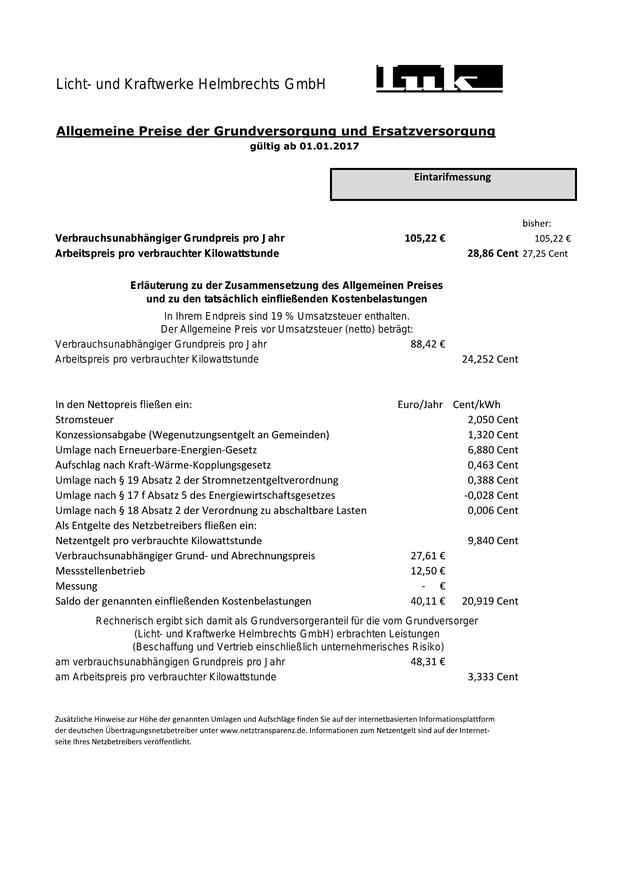 Licht- und Kraftwerke Helmbrechts GmbH
lmk
Allgemeine Preise der Grundversorgung und Ersatzversorgung
gültig ab 01.01.2017
Eintarifmessung
bisher:
Verbrauchsunabhängiger Grundpreis pro Jahr 105,22 € 105,22 €
Arbeitspreis pro verbrauchter Kilowattstunde 28,86 Cent 27,25 Cent
Erläuterung zu der Zusammensetzung des Allgemeinen Preises
und zu den tatsächlich einfließenden Kostenbelastungen
In Ihrem Endpreis sind 19 % Umsatzsteuer enthalten.
Der Allgemeine Preis vor Umsatzsteuer (netto) beträgt:
Verbrauchsunabhängiger Grundpreis pro Jahr 88,42 €
Arbeitspreis pro verbrauchter Kilowattstunde 24,252 Cent
In den Nettopreis fließen ein: Euro/Jahr Cent/kWh
Stromsteuer 2,050 Cent
Konzessionsabgabe (Wegenutzungsentgelt an Gemeinden) 1,320 Cent
Umlage nach Erneuerbare-Energien-Gesetz 6,880 Cent
Aufschlag nach Kraft-Wärme-Kopplungsgesetz 0,463 Cent
Umlage nach § 19 Absatz 2 der Stromnetzentgeltverordnung 0,388 Cent
Umlage nach § 17 f Absatz 5 des Energiewirtschaftsgesetzes -0,028 Cent
Umlage nach § 18 Absatz 2 der Verordnung zu abschaltbare Lasten 0,006 Cent
Als Entgelte des Netzbetreibers fließen ein:
Netzentgelt pro verbrauchte Kilowattstunde 9,840 Cent
Verbrauchsunabhängiger Grund- und Abrechnungspreis 27,61 €
Messstellenbetrieb 12,50 €
Messung - €
Saldo der genannten einfließenden Kostenbelastungen 40,11 € 20,919 Cent
Rechnerisch ergibt sich damit als Grundversorgeranteil für die vom Grundversorger
(Licht- und Kraftwerke Helmbrechts GmbH) erbrachten Leistungen
(Beschaffung und Vertrieb einschließlich unternehmerisches Risiko)
am verbrauchsunabhängigen Grundpreis pro Jahr 48,31 €
am Arbeitspreis pro verbrauchter Kilowattstunde 3,333 Cent
Zusätzliche Hinweise zur Höhe der genannten Umlagen und Aufschläge finden Sie auf der internetbasierten Informationsplattform
der deutschen Übertragungsnetzbetreiber unter www.netztransparenz.de. Informationen zum Netzentgelt sind auf der Internet-
seite Ihres Netzbetreibers veröffentlicht.